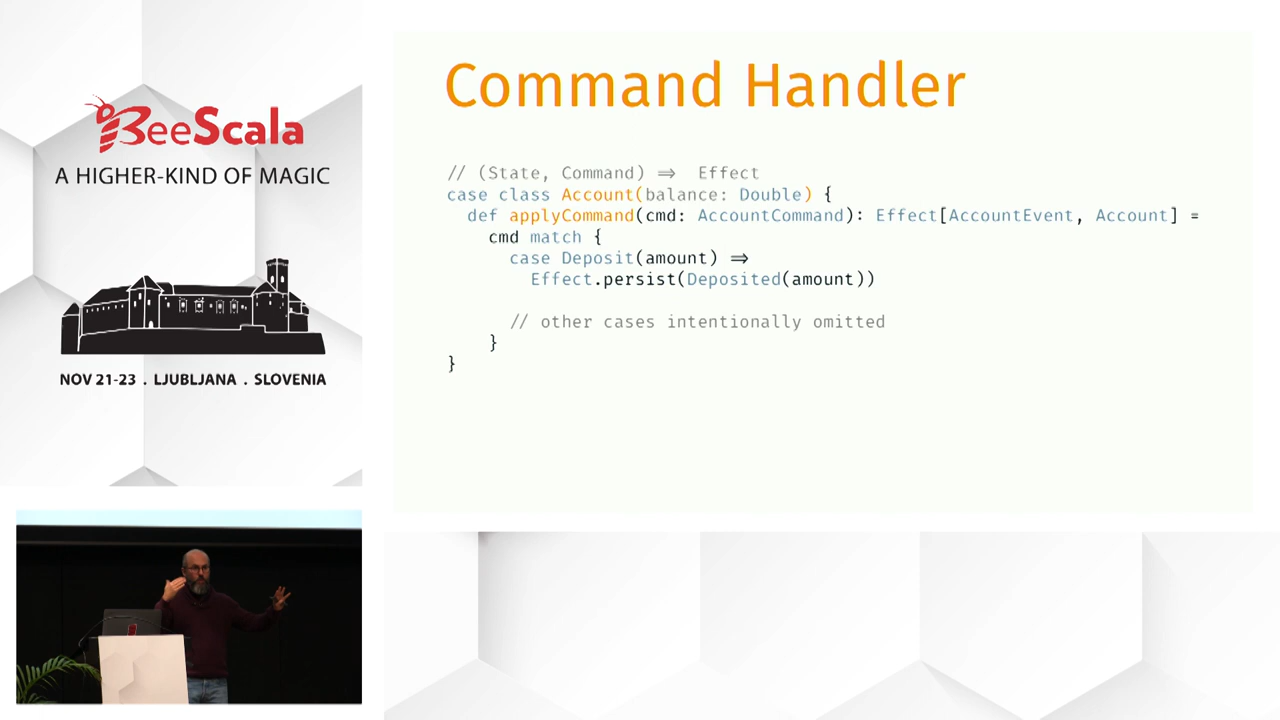 BeeScala
A HIGHER-KIND OF MAGIC
NOV 21-23 . LJUBLJANA . SLOVENIA
Command Handler
// (State, Command) ⇒ Effect
case class Account(balance: Double) {
  def applyCommand(cmd: AccountCommand): Effect[AccountEvent, Account] =
    cmd match {
      case Deposit(amount) ⇒
        Effect.persist(Deposited(amount))
      // other cases intentionally omitted
    }
}